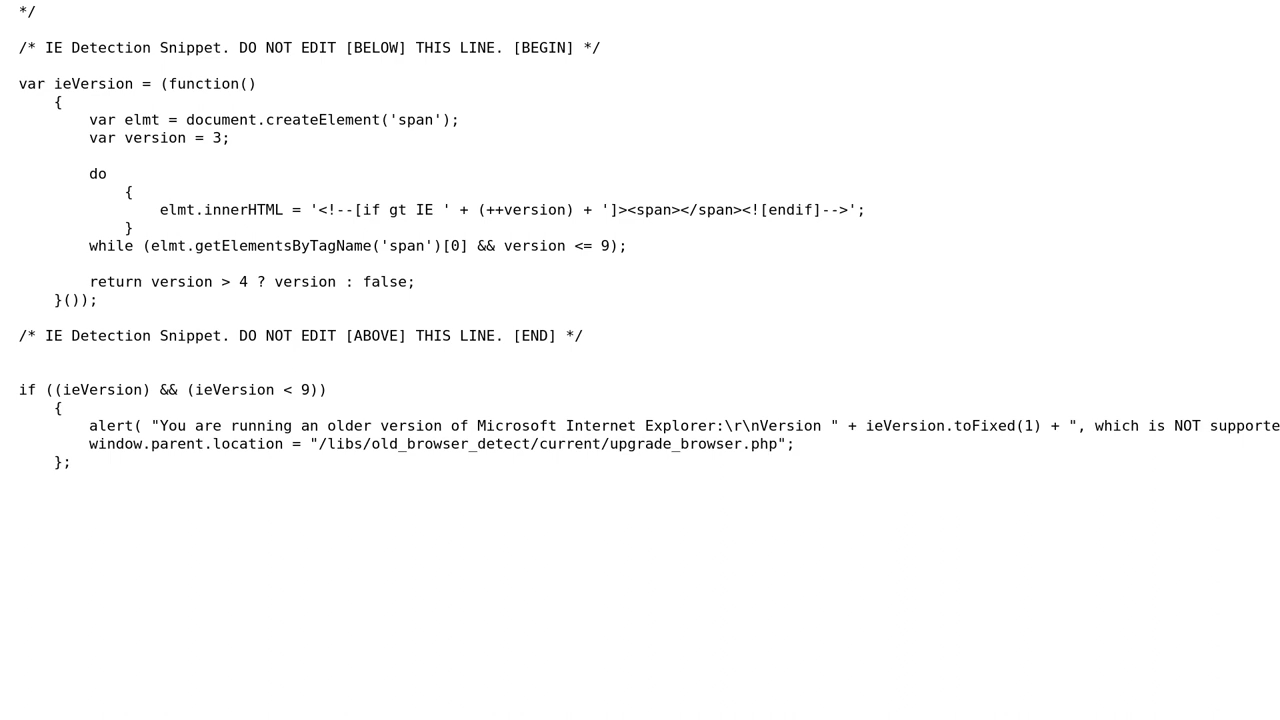 */
/* IE Detection Snippet. DO NOT EDIT [BELOW] THIS LINE. [BEGIN] */
var ieVersion = (function()
{
var elmt = document.createElement('span');
var version = 3;
do
{
elmt.innerHTML = '<!--[if gt IE ' + (++version) + ']><span></span><![endif]-->';
}
while (elmt.getElementsByTagName('span')[0] && version <= 9);
return version > 4 ? version : false;
}());
/* IE Detection Snippet. DO NOT EDIT [ABOVE] THIS LINE. [END] */
if ((ieVersion) && (ieVersion < 9))
{
alert( "You are running an older version of Microsoft Internet Explorer:\r\nVersion " + ieVersion.toFixed(1) + ", which is NOT supporte
window.parent.location = "/libs/old_browser_detect/current/upgrade_browser.php";
};